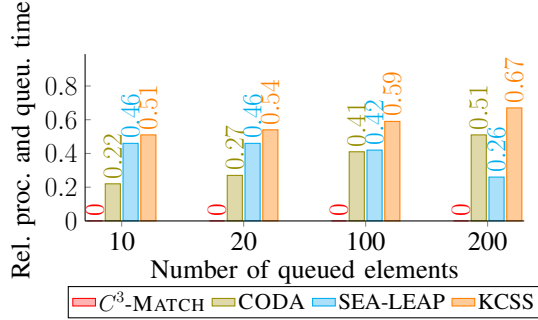 Rel. proc. and queu. time
0.8
0.6
0.4
0.2
0
0 0.22 0.46 0.51
0 0.27 0.46 0.54
0 0.41 0.42 0.59
0 0.51 0.26 0.67
10 20 100 200
Number of queued elements
C³-MATCH CODA SEA-LEAP KCSS